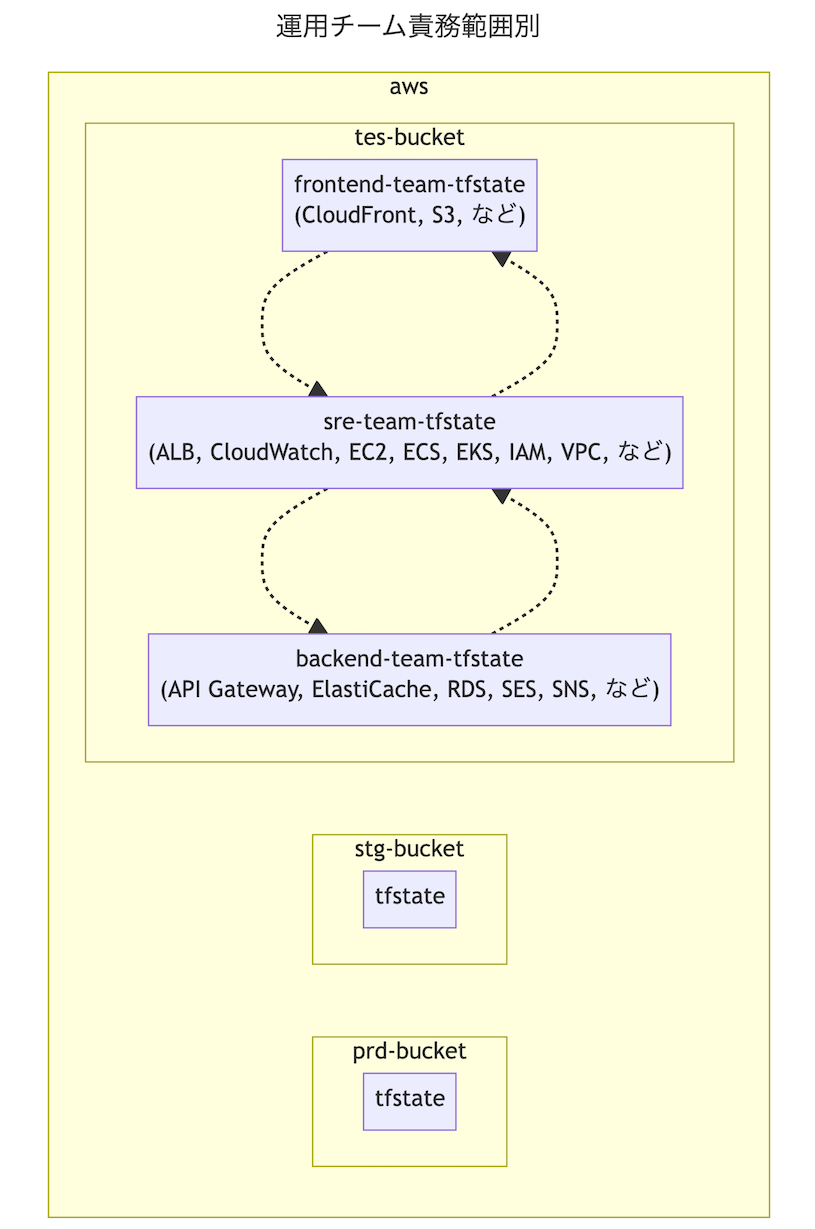 運用チーム責務範囲別
aws
tes-bucket
frontend-team-tfstate
(CloudFront, S3, など)
sre-team-tfstate
(ALB, CloudWatch, EC2, ECS, EKS, IAM, VPC, など)
backend-team-tfstate
(API Gateway, ElastiCache, RDS, SES, SNS, など)
stg-bucket
tfstate
prd-bucket
tfstate